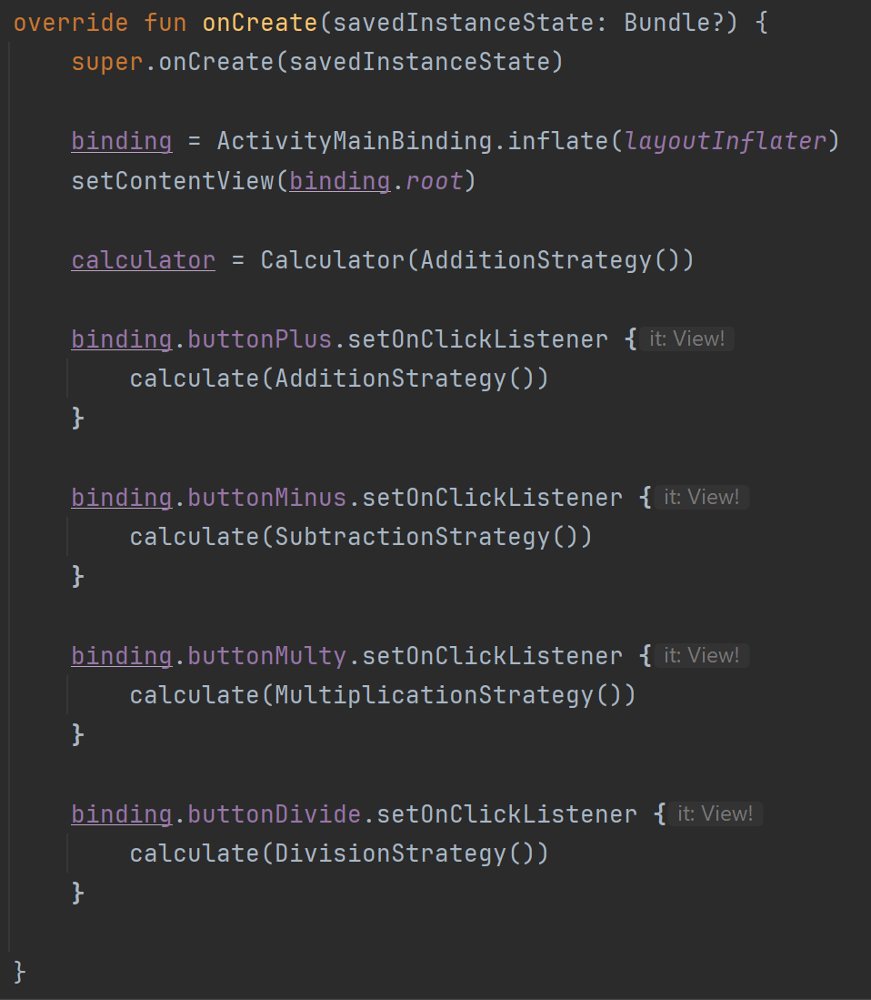 override fun onCreate(savedInstanceState: Bundle?) {
super.onCreate(savedInstanceState)
binding = ActivityMainBinding.inflate(layoutInflater)
setContentView(binding.root)
calculator = Calculator(AdditionStrategy())
binding.buttonPlus.setOnClickListener { it: View!
calculate(AdditionStrategy())
}
binding.buttonMinus.setOnClickListener { it: View!
calculate(SubtractionStrategy())
}
binding.buttonMulty.setOnClickListener { it: View!
calculate(MultiplicationStrategy())
}
binding.buttonDivide.setOnClickListener { it: View!
calculate(DivisionStrategy())
}
}